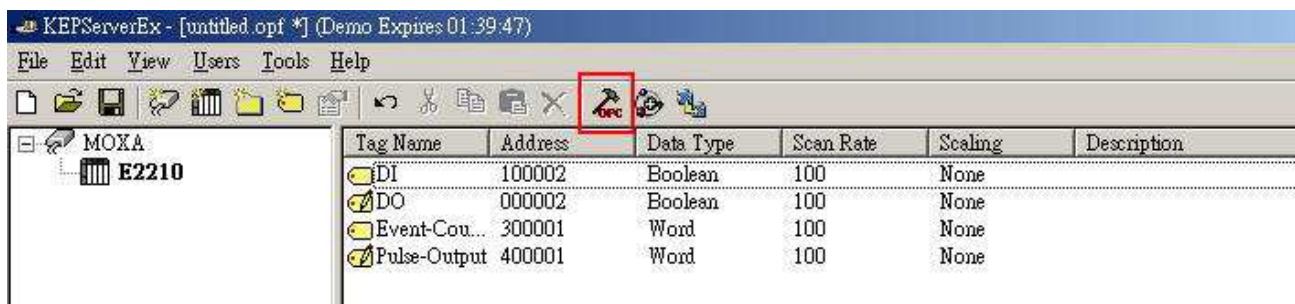 KEPServerEx - [untitled.opf *] (Demo Expires 01:39:47)
File Edit View Users Tools Help
OPC
MOXA
E2210
Tag Name Address Data Type Scan Rate Scaling Description
DI 100002 Boolean 100 None
DO 000002 Boolean 100 None
Event-Cou... 300001 Word 100 None
Pulse-Output 400001 Word 100 None